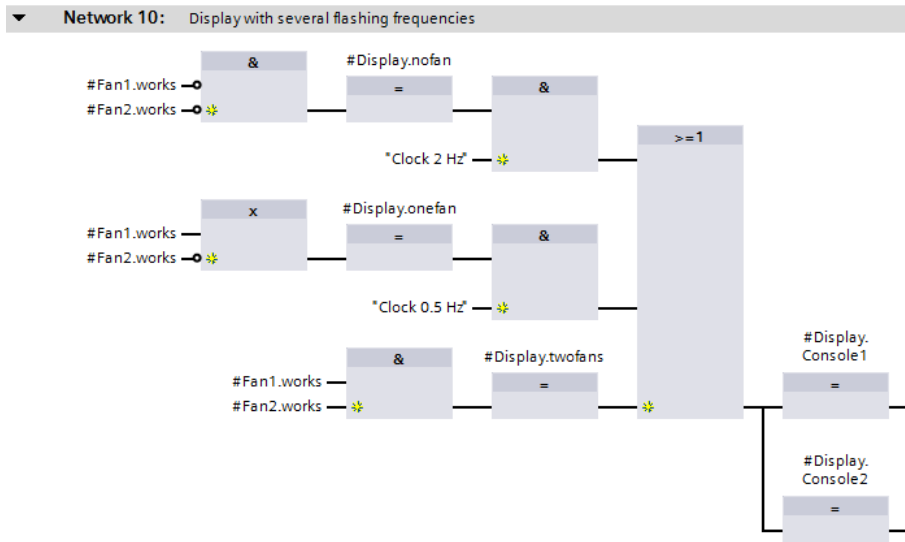 Network 10: Display with several flashing frequencies
& #Display.nofan
#Fan1.works = &
#Fan2.works
"Clock 2 Hz" >=1
x #Display.onefan
#Fan1.works = &
#Fan2.works
"Clock 0.5 Hz"
#Display.
Console1
& #Display.twofans
#Fan1.works = =
#Fan2.works
#Display.
Console2
=